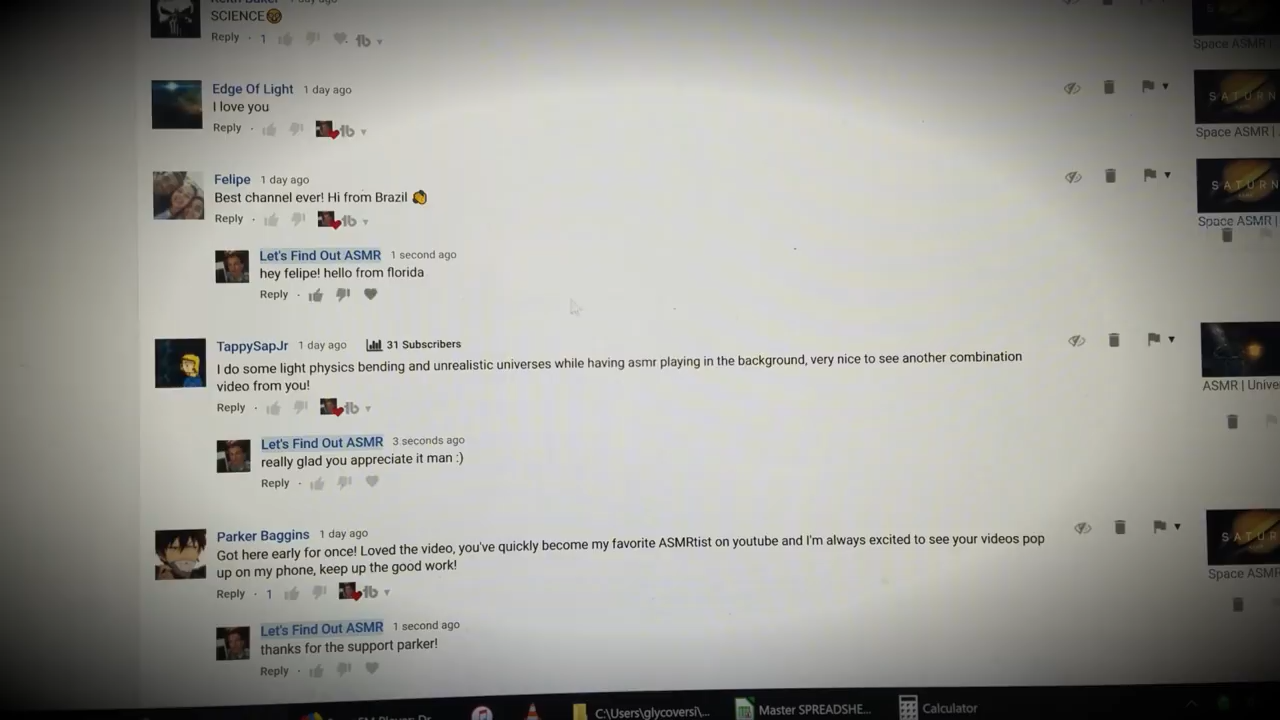 SCIENCE
Reply · 1
Space ASMR |
Edge Of Light 1 day ago
I love you
Reply ·
SATURN
Space ASMR |
Felipe 1 day ago
Best channel ever! Hi from Brazil
Reply ·
SATURN
Space ASMR |
Let's Find Out ASMR 1 second ago
hey felipe! hello from florida
Reply ·
TappySapJr 1 day ago 31 Subscribers
I do some light physics bending and unrealistic universes while having asmr playing in the background, very nice to see another combination
video from you!
Reply ·
ASMR | Unive
Let's Find Out ASMR 3 seconds ago
really glad you appreciate it man :)
Reply ·
Parker Baggins 1 day ago
Got here early for once! Loved the video, you've quickly become my favorite ASMRtist on youtube and I'm always excited to see your videos pop
up on my phone, keep up the good work!
Reply · 1
SATUR
Space ASM
Let's Find Out ASMR 1 second ago
thanks for the support parker!
Reply ·
C:\Users\glycoversi\... Master SPREADSHE... Calculator